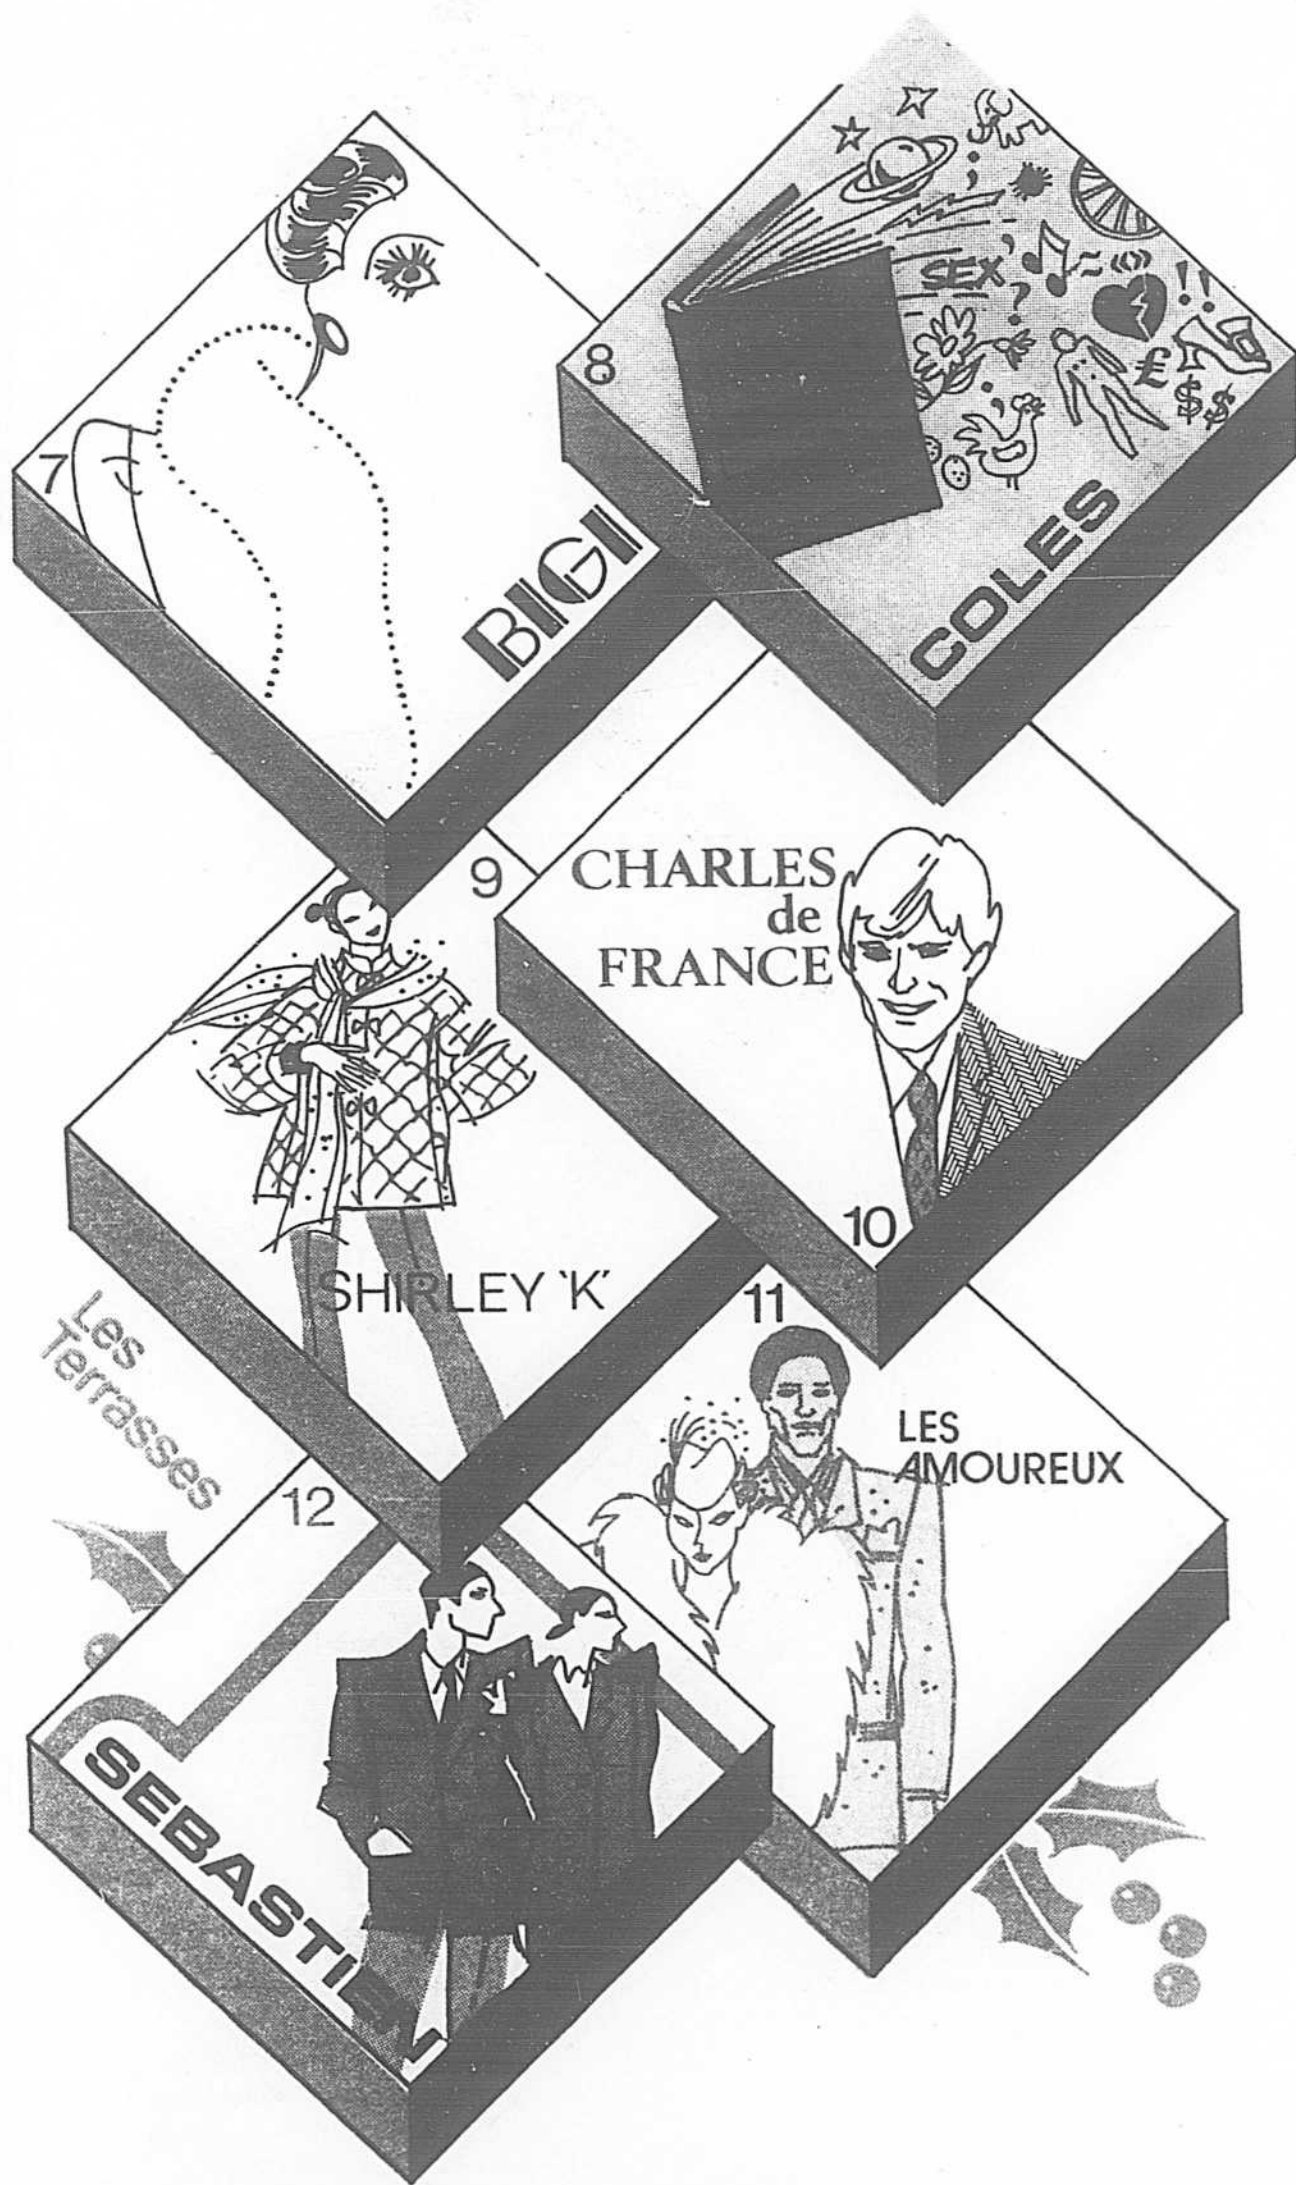 7
BIGI
8
SEX
?
!!
£
$$
COLES
9
SHIRLEY 'K'
CHARLES
de
FRANCE
10
Les
Terrasses
11
LES
AMOUREUX
12
SEBASTIEN